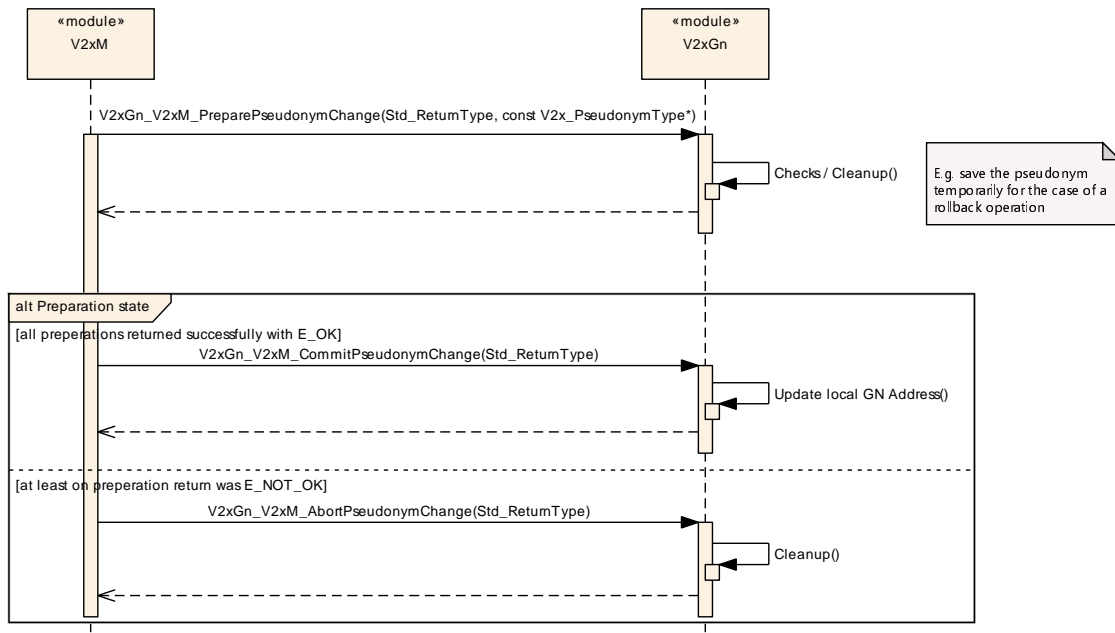 «module»
V2xM
«module»
V2xGn
V2xGn_V2xM_PreparePseudonymChange(Std_ReturnType, const V2x_PseudonymType*)
Checks / Cleanup()
E.g. save the pseudonym
temporarily for the case of a
rollback operation
alt Preparation state
[all preperations returned successfully with E_OK]
V2xGn_V2xM_CommitPseudonymChange(Std_ReturnType)
Update local GN Address()
[at least on preperation return was E_NOT_OK]
V2xGn_V2xM_AbortPseudonymChange(Std_ReturnType)
Cleanup()